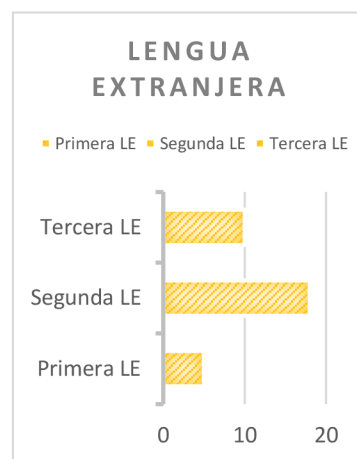 LENGUA
EXTRANJERA
Primera LE Segunda LE Tercera LE
Tercera LE
Segunda LE
Primera LE
0 10 20